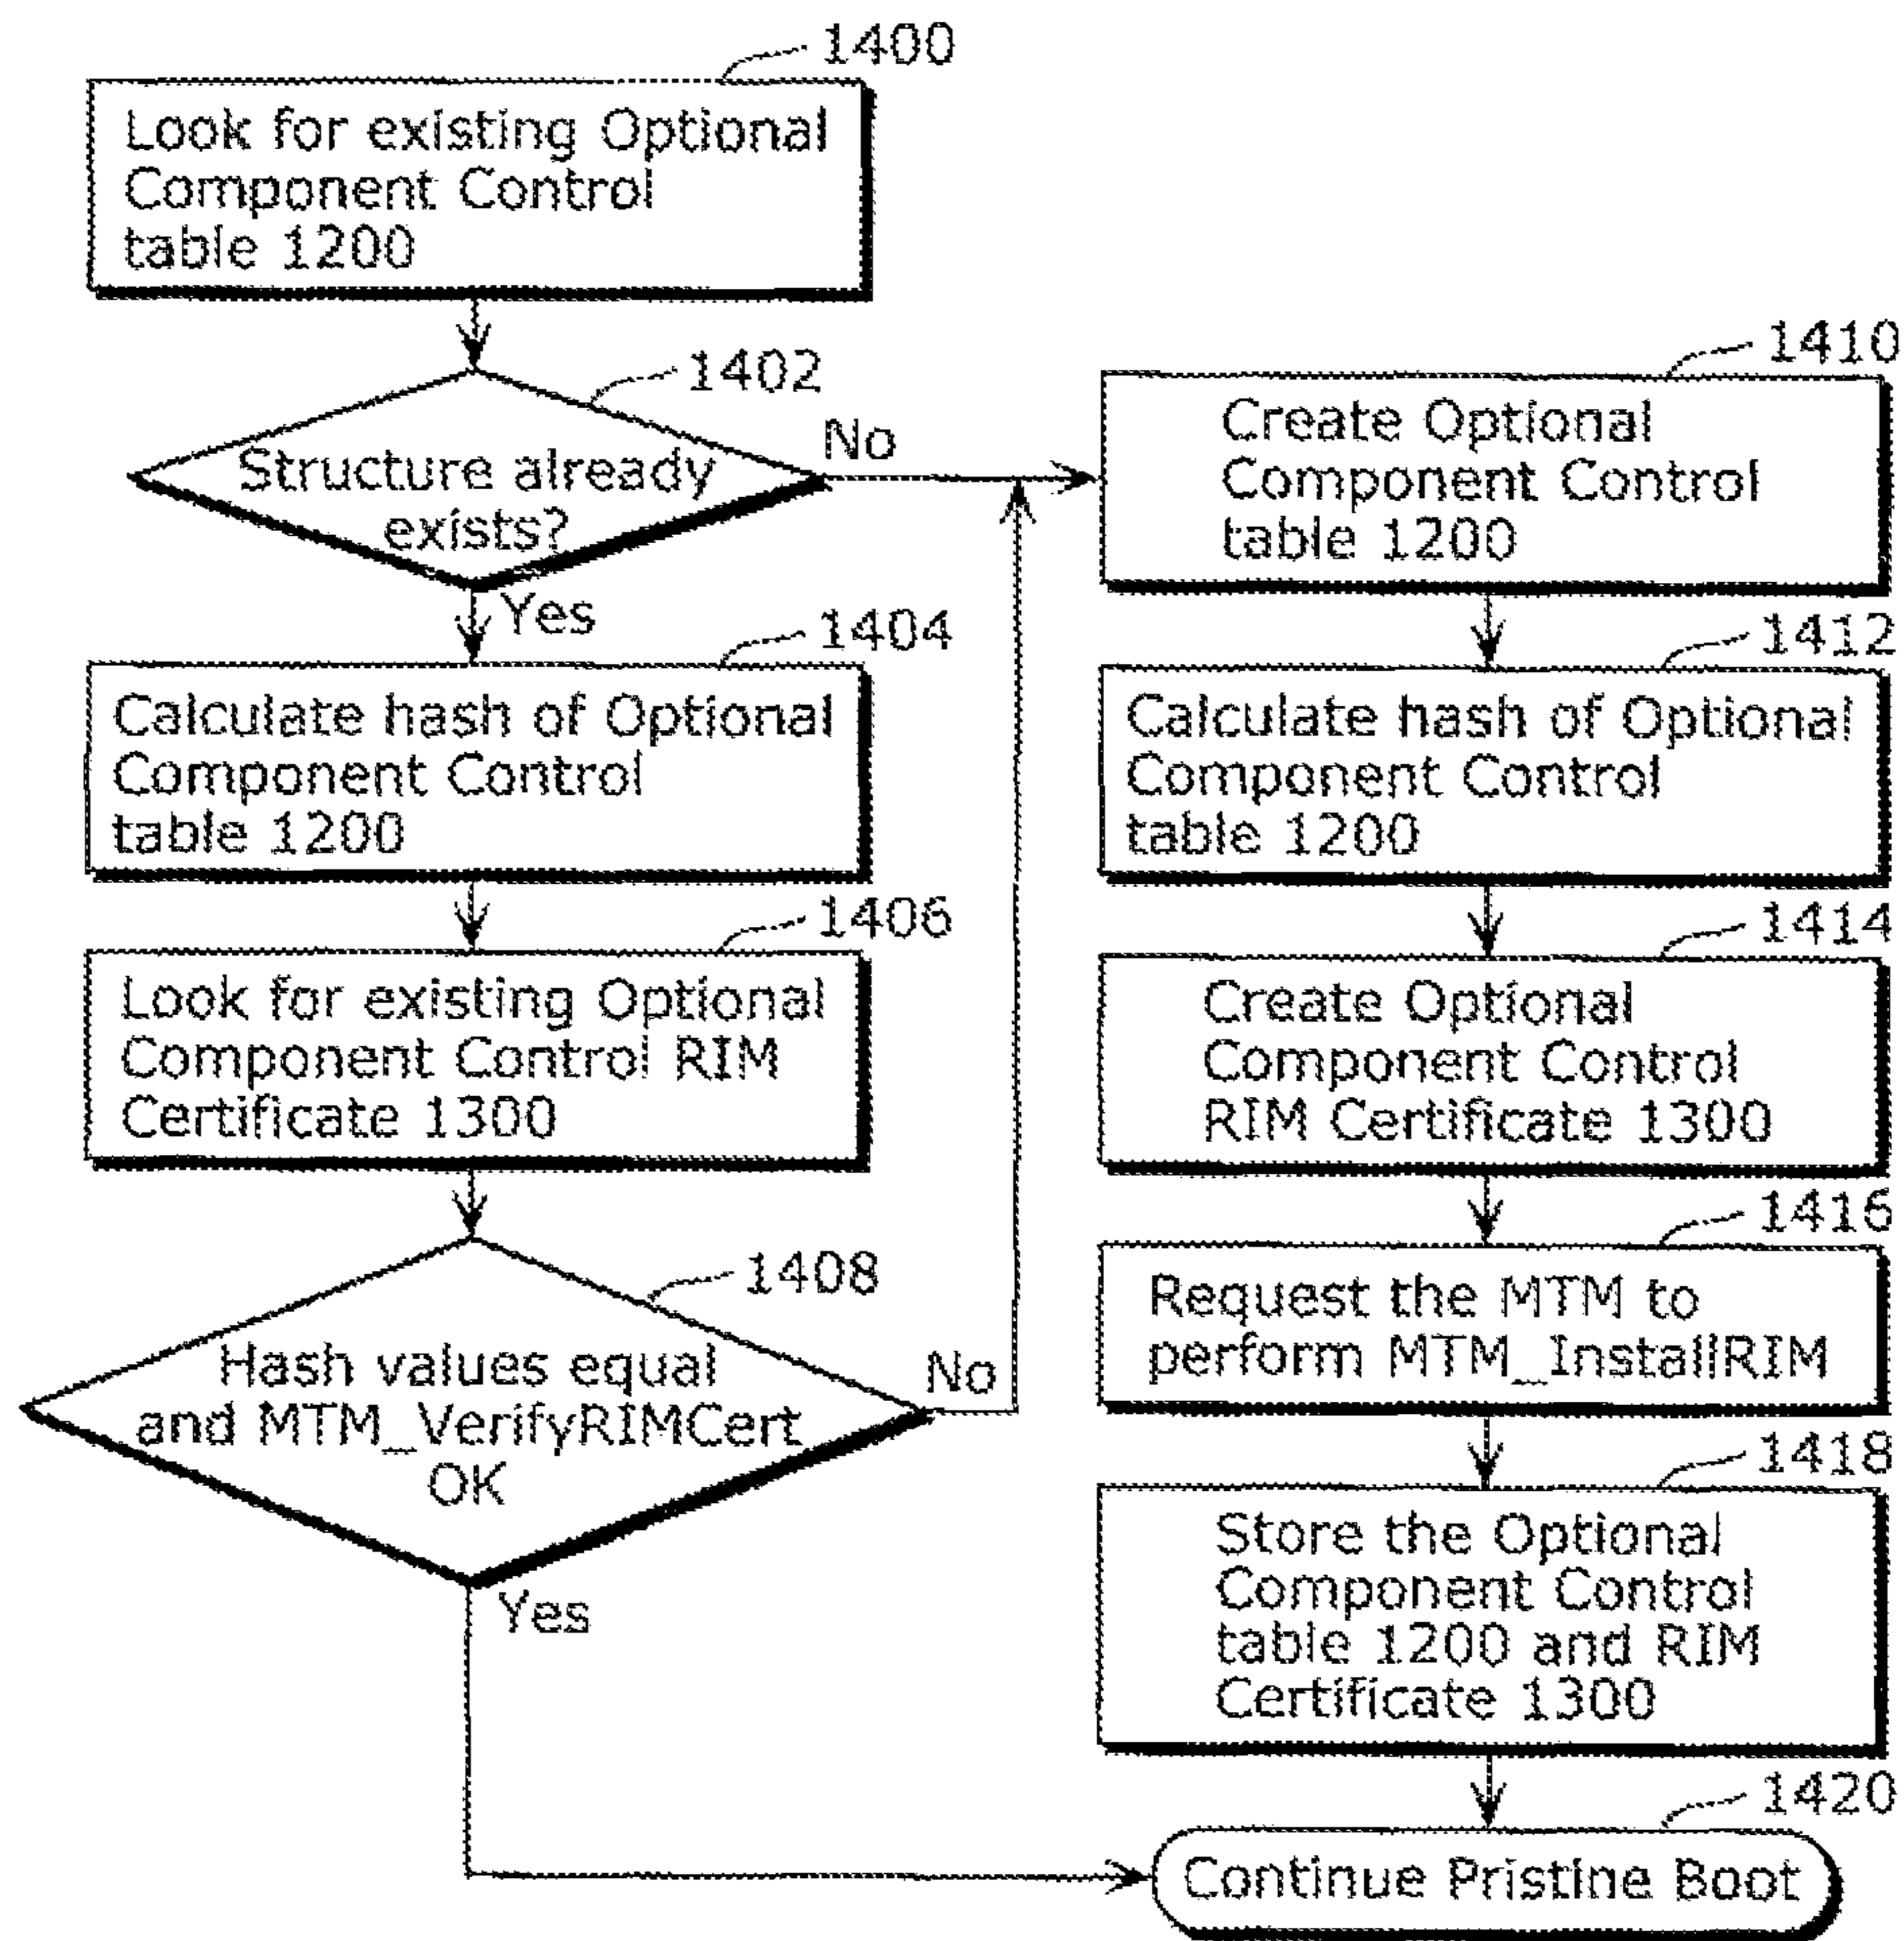 1400
Look for existing Optional
Component Control
table 1200
1402
Structure already
exists?
No
Yes
1404
Calculate hash of Optional
Component Control
table 1200
1406
Look for existing Optional
Component Control RIM
Certificate 1300
1408
Hash values equal
and MTM_VerifyRIMCert
OK
No
Yes
1410
Create Optional
Component Control
table 1200
1412
Calculate hash of Optional
Component Control
table 1200
1414
Create Optional
Component Control
RIM Certificate 1300
1416
Request the MTM to
perform MTM_InstallRIM
1418
Store the Optional
Component Control
table 1200 and RIM
Certificate 1300
1420
Continue Pristine Boot